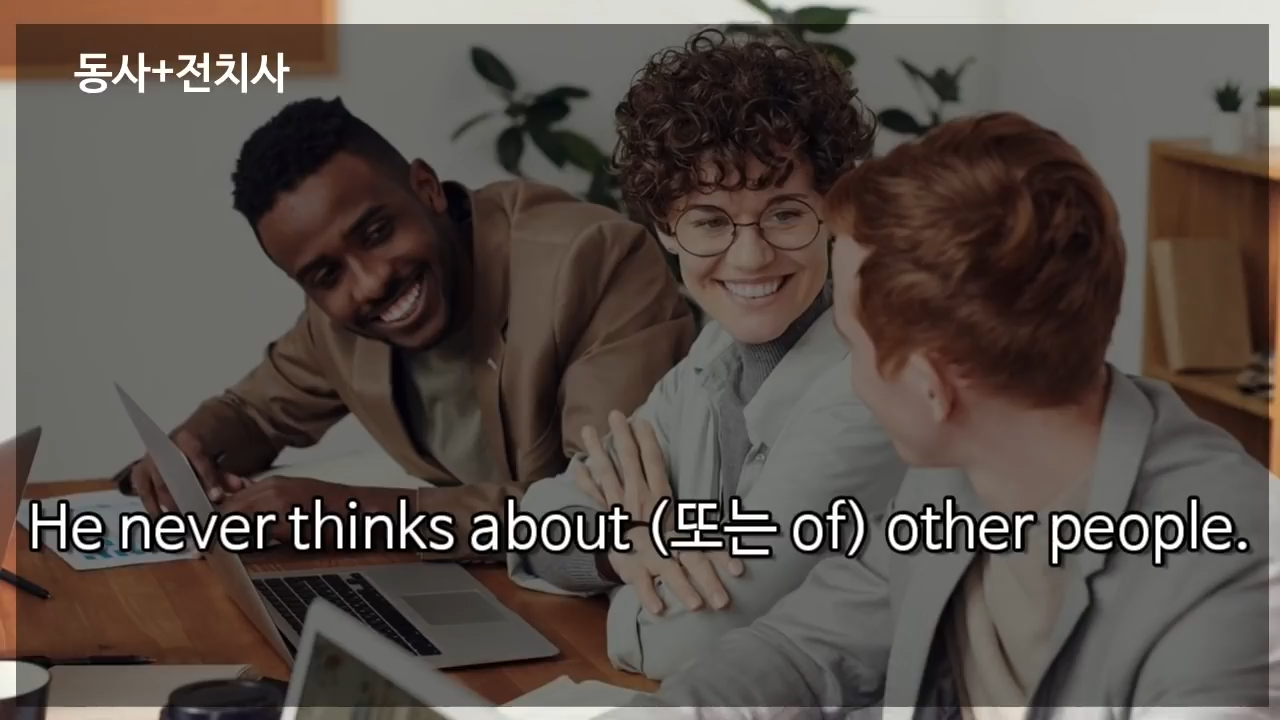 동사+전치사
He never thinks about (또는 of) other people.